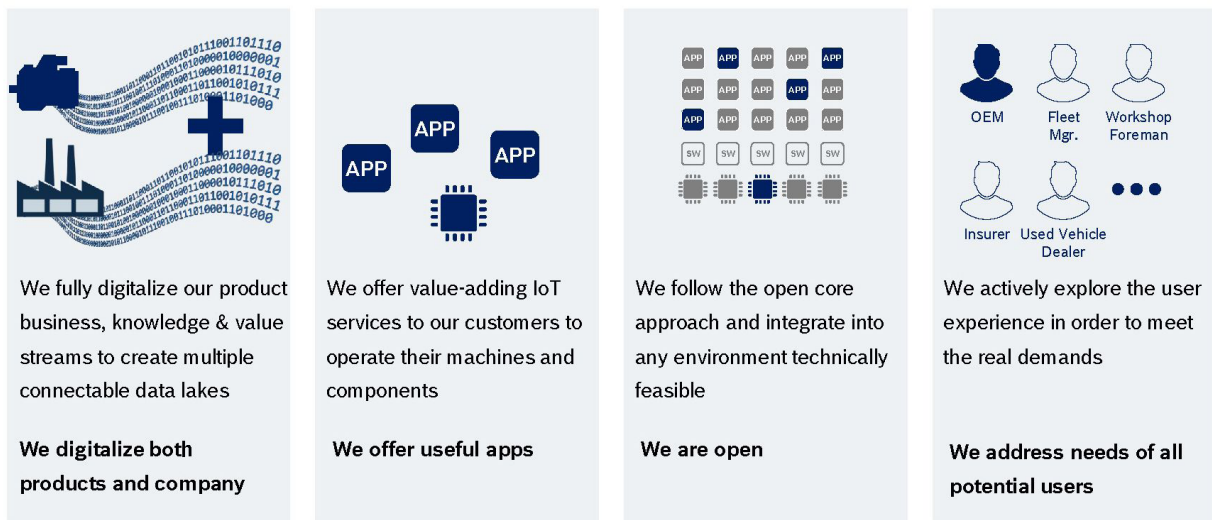 APP
APP
APP
APP APP APP APP APP
APP APP APP APP APP
APP APP APP APP APP
SW SW SW SW SW
OEM
Fleet
Mgr.
Workshop
Foreman
Insurer
Used Vehicle
Dealer
We fully digitalize our product
business, knowledge & value
streams to create multiple
connectable data lakes
We digitalize both
products and company
We offer value-adding IoT
services to our customers to
operate their machines and
components
We offer useful apps
We follow the open core
approach and integrate into
any environment technically
feasible
We are open
We actively explore the user
experience in order to meet
the real demands
We address needs of all
potential users